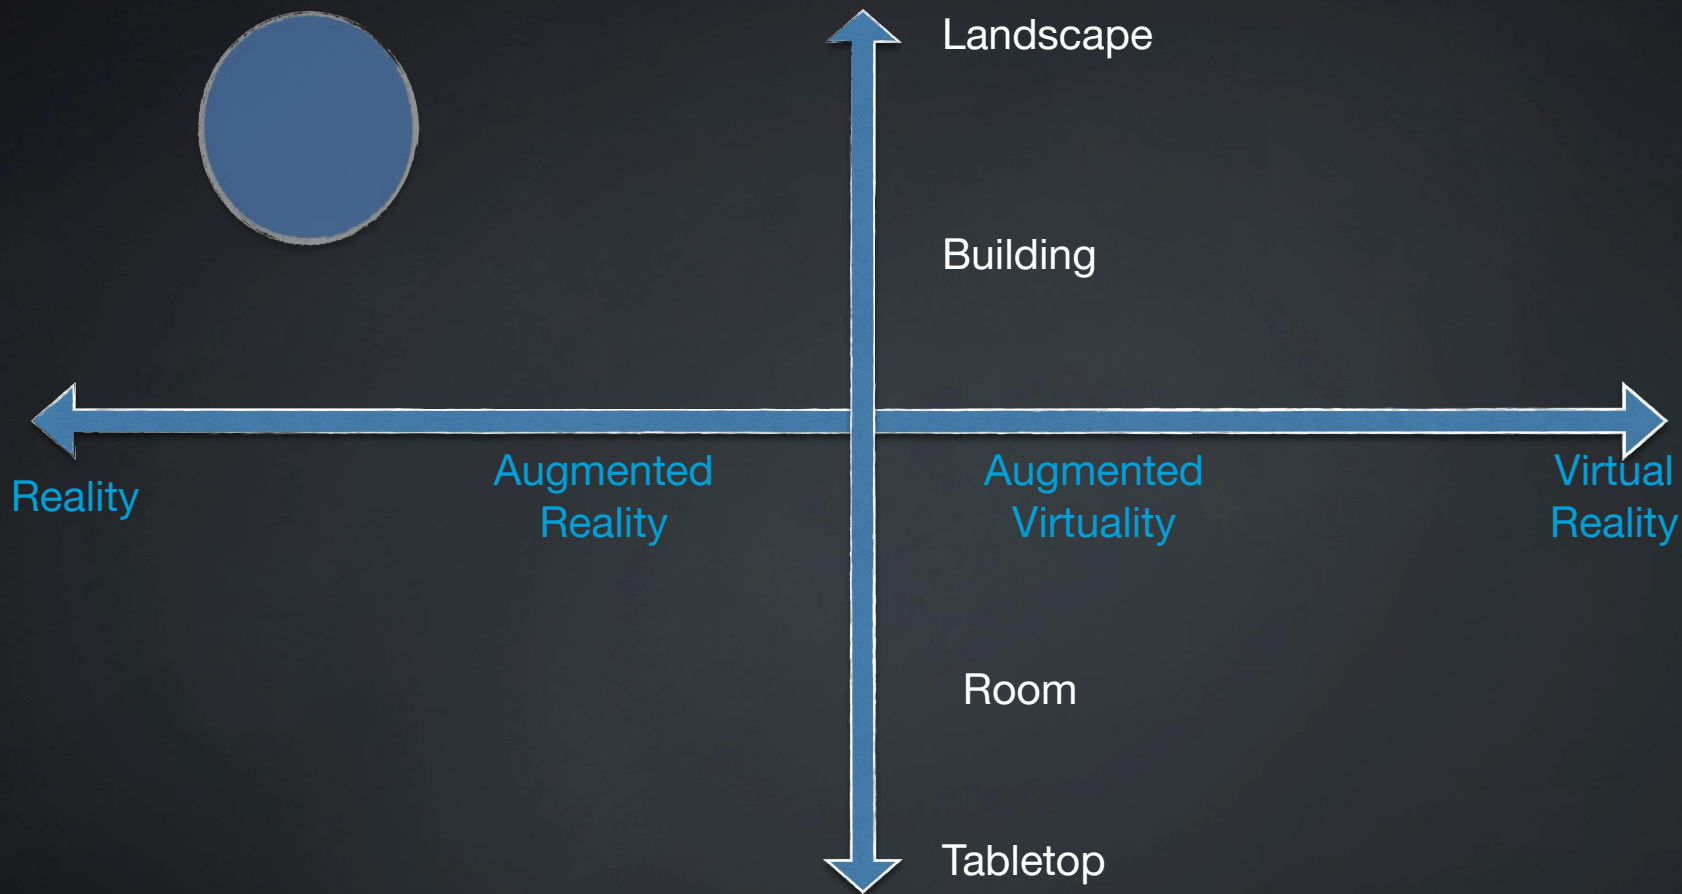 Landscape
Building
Reality
Augmented
Reality
Augmented
Virtuality
Virtual
Reality
Room
Tabletop